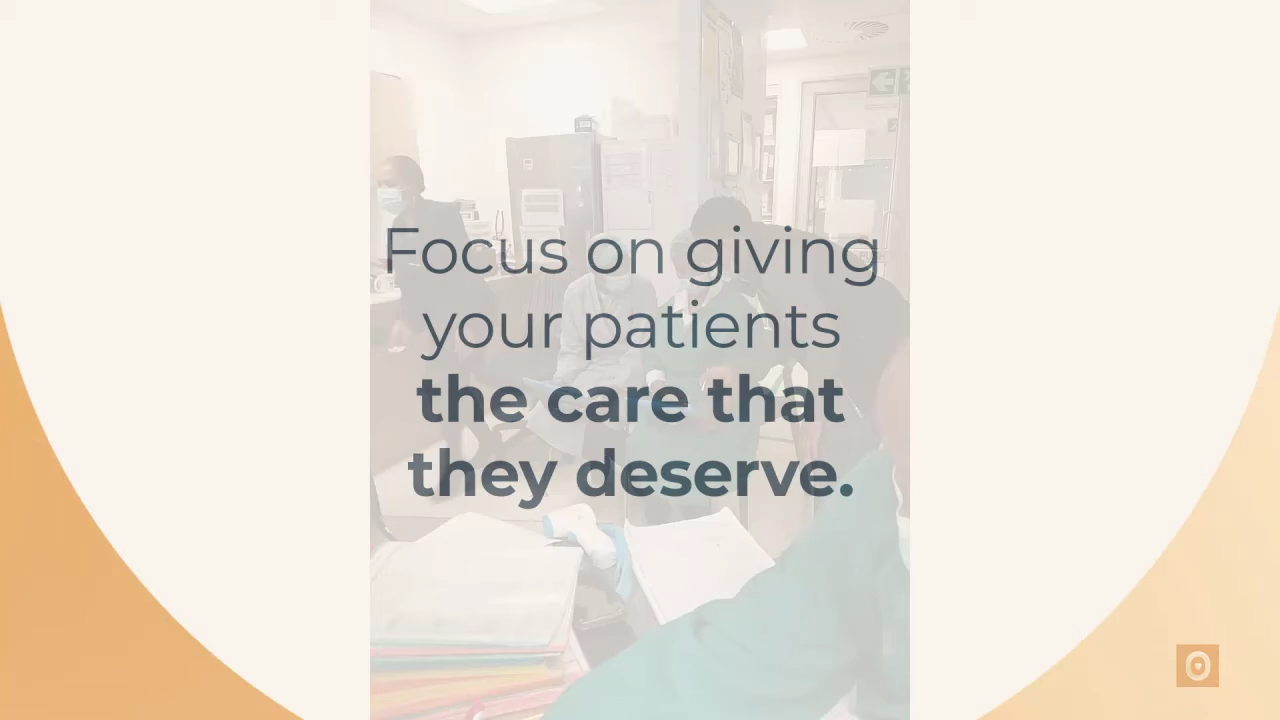 Focus on giving
your patients
the care that
they deserve.